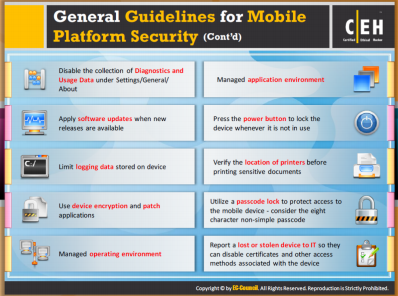 General Guidelines for Mobile
Platform Security (Cont'd)
C|EH
Certified Ethical Hacker
Disable the collection of Diagnostics and
Usage Data under Settings/General/
About
Apply software updates when new
releases are available
C:/
Limit logging data stored on device
Use device encryption and patch
applications
Managed operating environment
Managed application environment
Press the power button to lock the
device whenever it is not in use
Verify the location of printers before
printing sensitive documents
Utilize a passcode lock to protect access to
the mobile device - consider the eight
character non-simple passcode
Report a lost or stolen device to IT so they
can disable certificates and other access
methods associated with the device
Copyright © by EC-Council. All Rights Reserved. Reproduction is Strictly Prohibited.